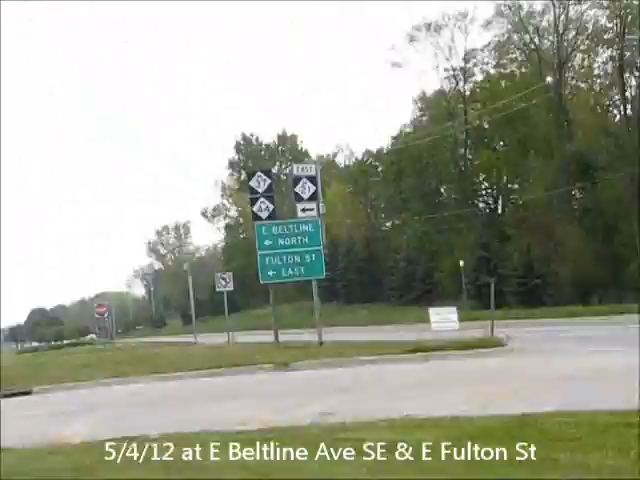 EAST
37
21
44
E BELTLINE
← NORTH
FULTON ST
← EAST
5/4/12 at E Beltline Ave SE & E Fulton St